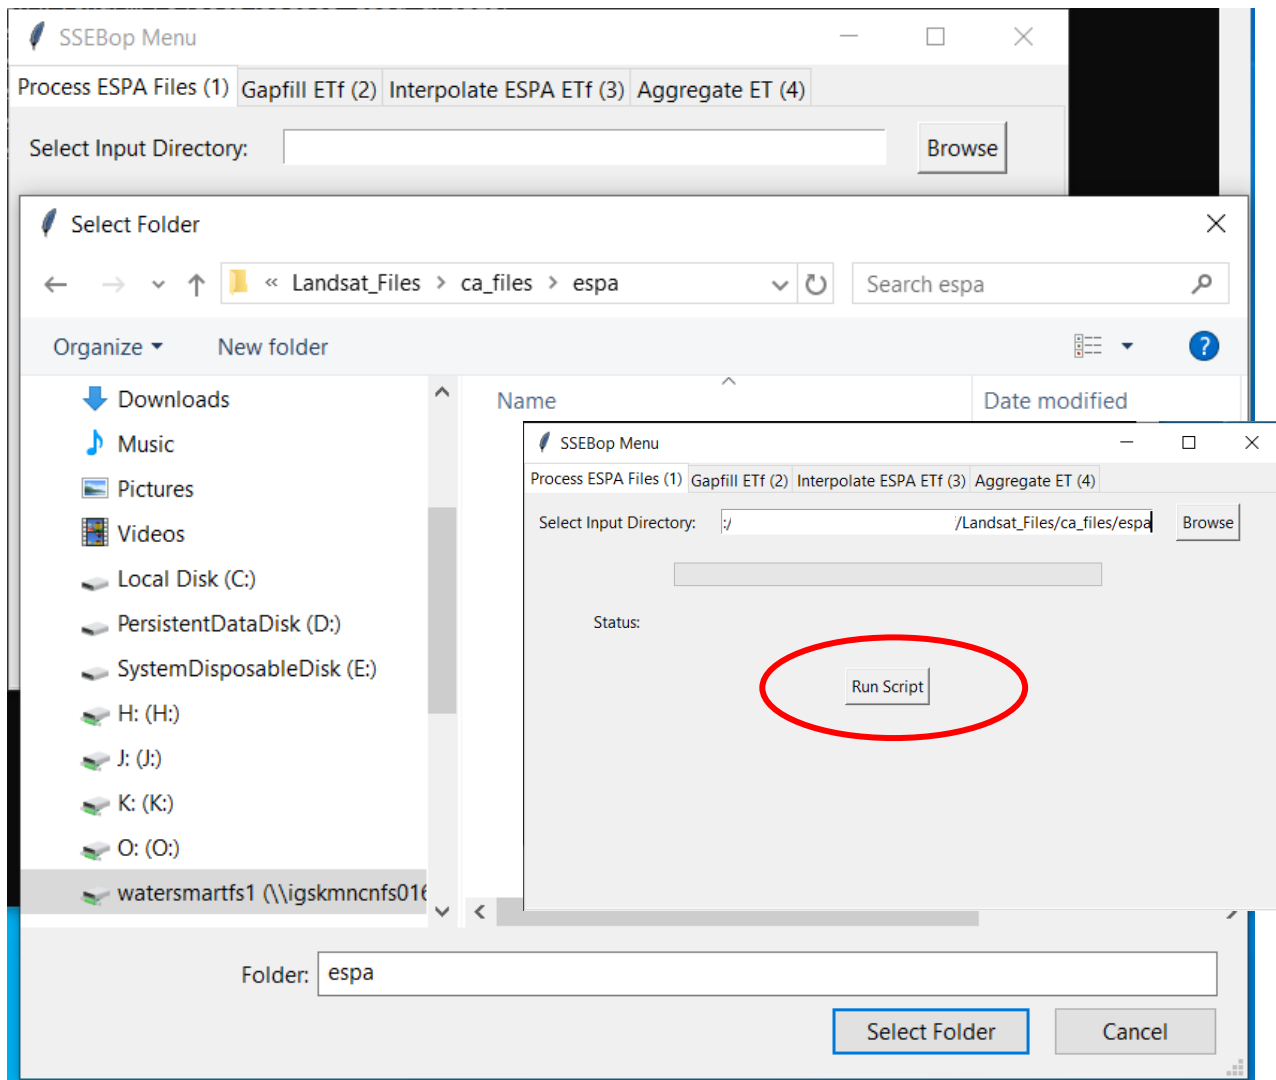 SSEBop Menu
Process ESPA Files (1) Gapfill ETf (2) Interpolate ESPA ETf (3) Aggregate ET (4)
Select Input Directory: Browse
Select Folder
« Landsat_Files > ca_files > espa Search espa
Organize New folder ?
Downloads
Music
Pictures
Videos
Local Disk (C:)
PersistentDataDisk (D:)
SystemDisposableDisk (E:)
H: (H:)
J: (J:)
K: (K:)
O: (O:)
watersmartfs1 (\\igskmncnfs016
Name Date modified
SSEBop Menu
Process ESPA Files (1) Gapfill ETf (2) Interpolate ESPA ETf (3) Aggregate ET (4)
Select Input Directory: :/ /Landsat_Files/ca_files/espa Browse
Status:
Run Script
Folder: espa
Select Folder Cancel